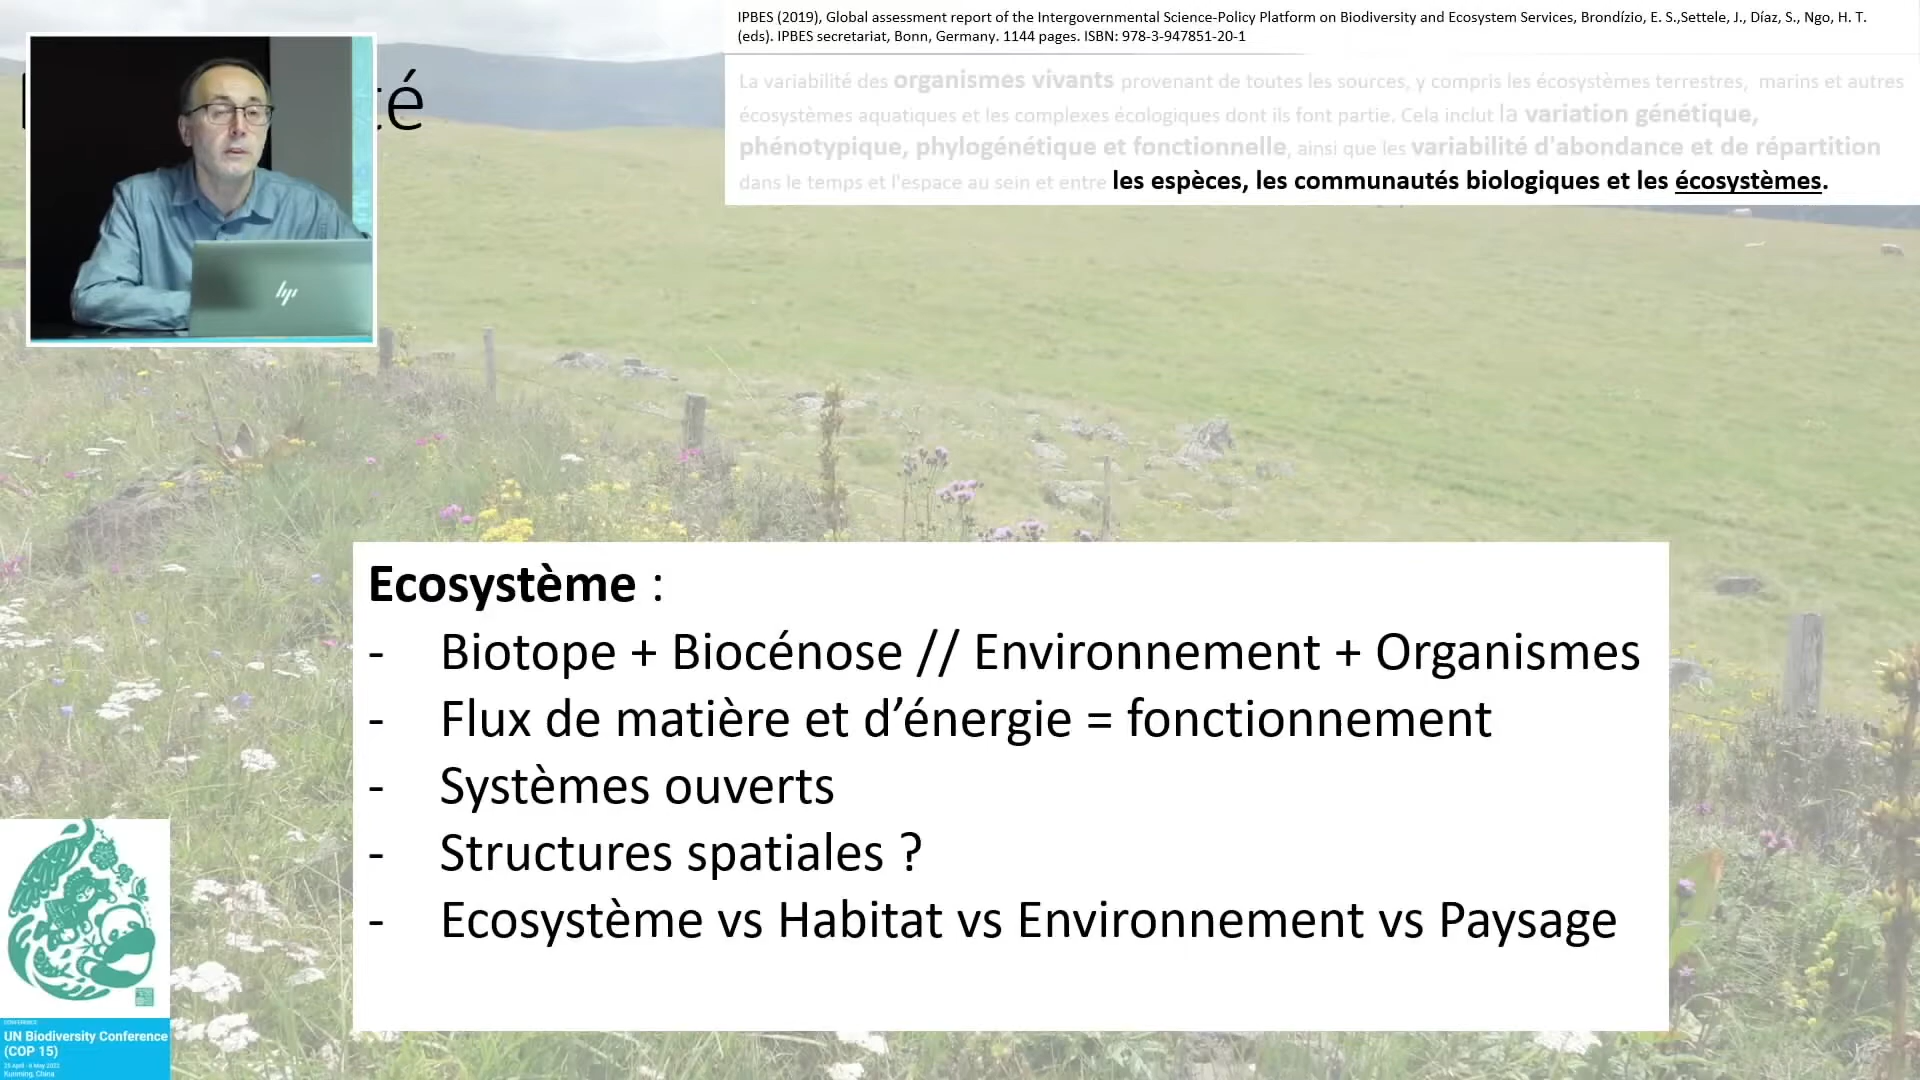 IPBES (2019), Global assessment report of the Intergovernmental Science-Policy Platform on Biodiversity and Ecosystem Services, Brondízio, E. S.,Settele, J., Díaz, S., Ngo, H. T.
(eds). IPBES secretariat, Bonn, Germany. 1144 pages. ISBN: 978-3-947851-20-1
La variabilité des organismes vivants provenant de toutes les sources, y compris les écosystèmes terrestres, marins et autres
écosystèmes aquatiques et les complexes écologiques dont ils font partie. Cela inclut la variation génétique,
phénotypique, phylogénétique et fonctionnelle, ainsi que les variabilité d'abondance et de répartition
dans le temps et l'espace au sein et entre les espèces, les communautés biologiques et les écosystèmes.
té
hp
Ecosystème :
- Biotope + Biocénose // Environnement + Organismes
- Flux de matière et d’énergie = fonctionnement
- Systèmes ouverts
- Structures spatiales ?
- Ecosystème vs Habitat vs Environnement vs Paysage
UN Biodiversity Conference
(COP 15)
Kunming, China